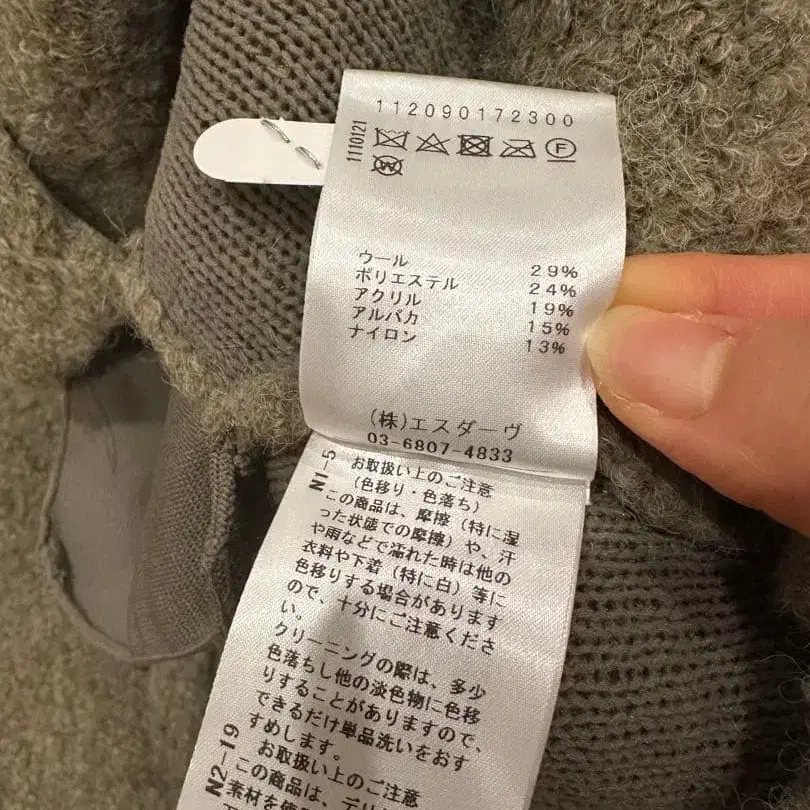 112090172300
1110121
F
W
ウール 29%
ポリエステル 24%
アクリル 19%
アルパカ 15%
ナイロン 13%
(株)エスダーヴ
03-6807-4833
N1-5
お取扱い上のご注意
(色移り・色落ち)
この商品は、摩擦(特に湿
った状態での摩擦)や、汗
や雨などで濡れた時は他の
衣料や下着(特に白)等に
色移りする場合があります
ので、十分にご注意くださ
い。
クリーニングの際は、多少
色落ちし他の淡色物に色移
りすることがありますので、
できるだけ単品洗いをおす
すめします。
N2-19
お取扱い上のご注意
この商品は、デリ
素材を使